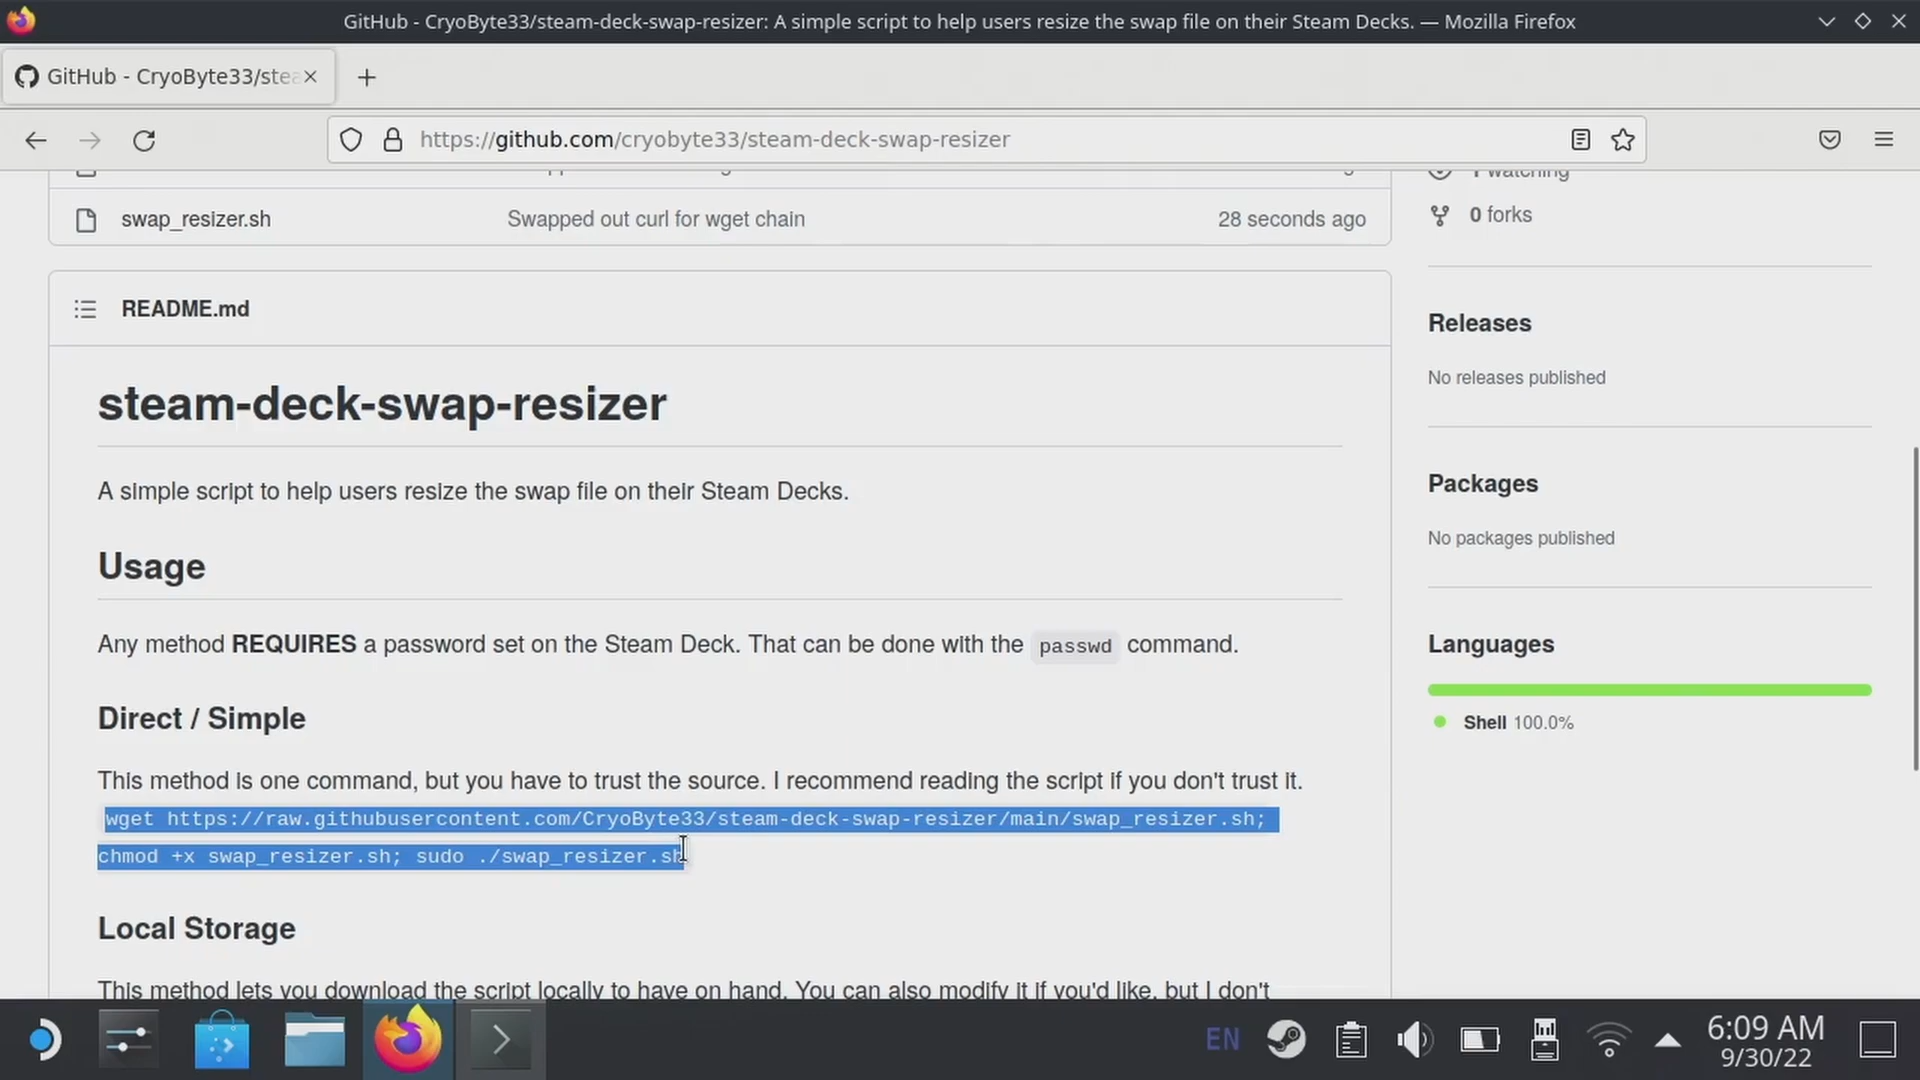 GitHub - CryoByte33/steam-deck-swap-resizer: A simple script to help users resize the swap file on their Steam Decks. — Mozilla Firefox
GitHub - CryoByte33/stea
https://github.com/cryobyte33/steam-deck-swap-resizer
1 watching
swap_resizer.sh Swapped out curl for wget chain 28 seconds ago
0 forks
README.md
Releases
No releases published
steam-deck-swap-resizer
A simple script to help users resize the swap file on their Steam Decks.
Packages
No packages published
Usage
Any method REQUIRES a password set on the Steam Deck. That can be done with the passwd command.
Languages
Shell 100.0%
Direct / Simple
This method is one command, but you have to trust the source. I recommend reading the script if you don't trust it.
wget https://raw.githubusercontent.com/CryoByte33/steam-deck-swap-resizer/main/swap_resizer.sh;
chmod +x swap_resizer.sh; sudo ./swap_resizer.sh
Local Storage
This method lets you download the script locally to have on hand. You can also modify it if you'd like, but I don't
EN
6:09 AM
9/30/22